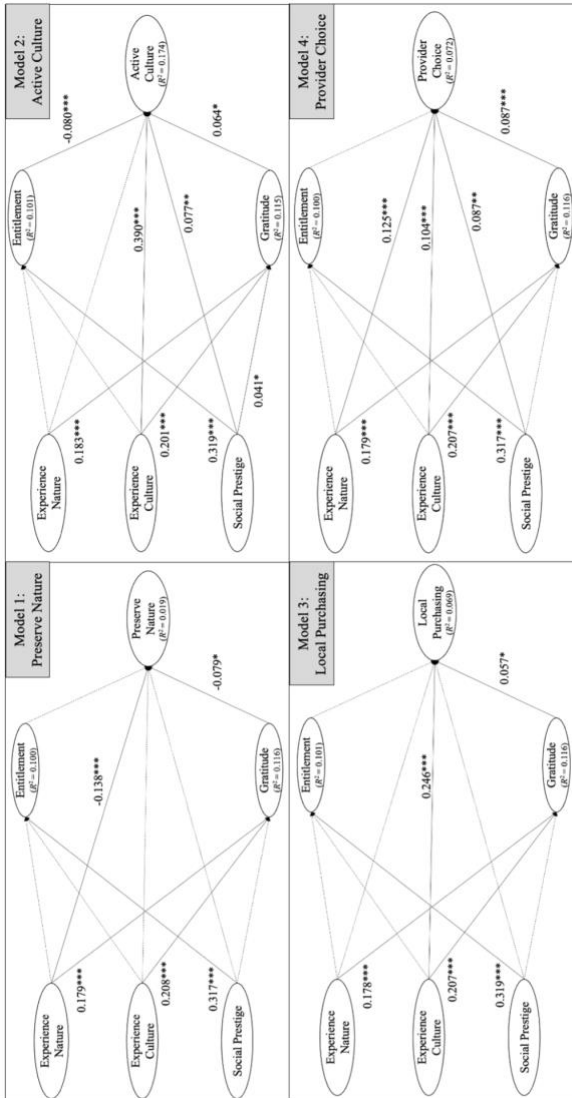 Model 1:
Preserve Nature
Experience
Nature
Experience
Culture
Social Prestige
Entitlement
(R² = 0.100)
Gratitude
(R² = 0.116)
Preserve
Nature
(R² = 0.019)
0.179***
0.208***
0.317***
-0.138***
-0.079*
Model 2:
Active Culture
Experience
Nature
Experience
Culture
Social Prestige
Entitlement
(R² = 0.101)
Gratitude
(R² = 0.115)
Active
Culture
(R² = 0.174)
0.183***
0.201***
0.319***
0.041*
-0.080***
0.390***
0.077**
0.064*
Model 3:
Local Purchasing
Experience
Nature
Experience
Culture
Social Prestige
Entitlement
(R² = 0.101)
Gratitude
(R² = 0.116)
Local
Purchasing
(R² = 0.069)
0.178***
0.207***
0.319***
0.246***
0.057*
Model 4:
Provider Choice
Experience
Nature
Experience
Culture
Social Prestige
Entitlement
(R² = 0.100)
Gratitude
(R² = 0.116)
Provider
Choice
(R² = 0.072)
0.179***
0.207***
0.317***
0.125***
0.104***
0.087**
0.087***